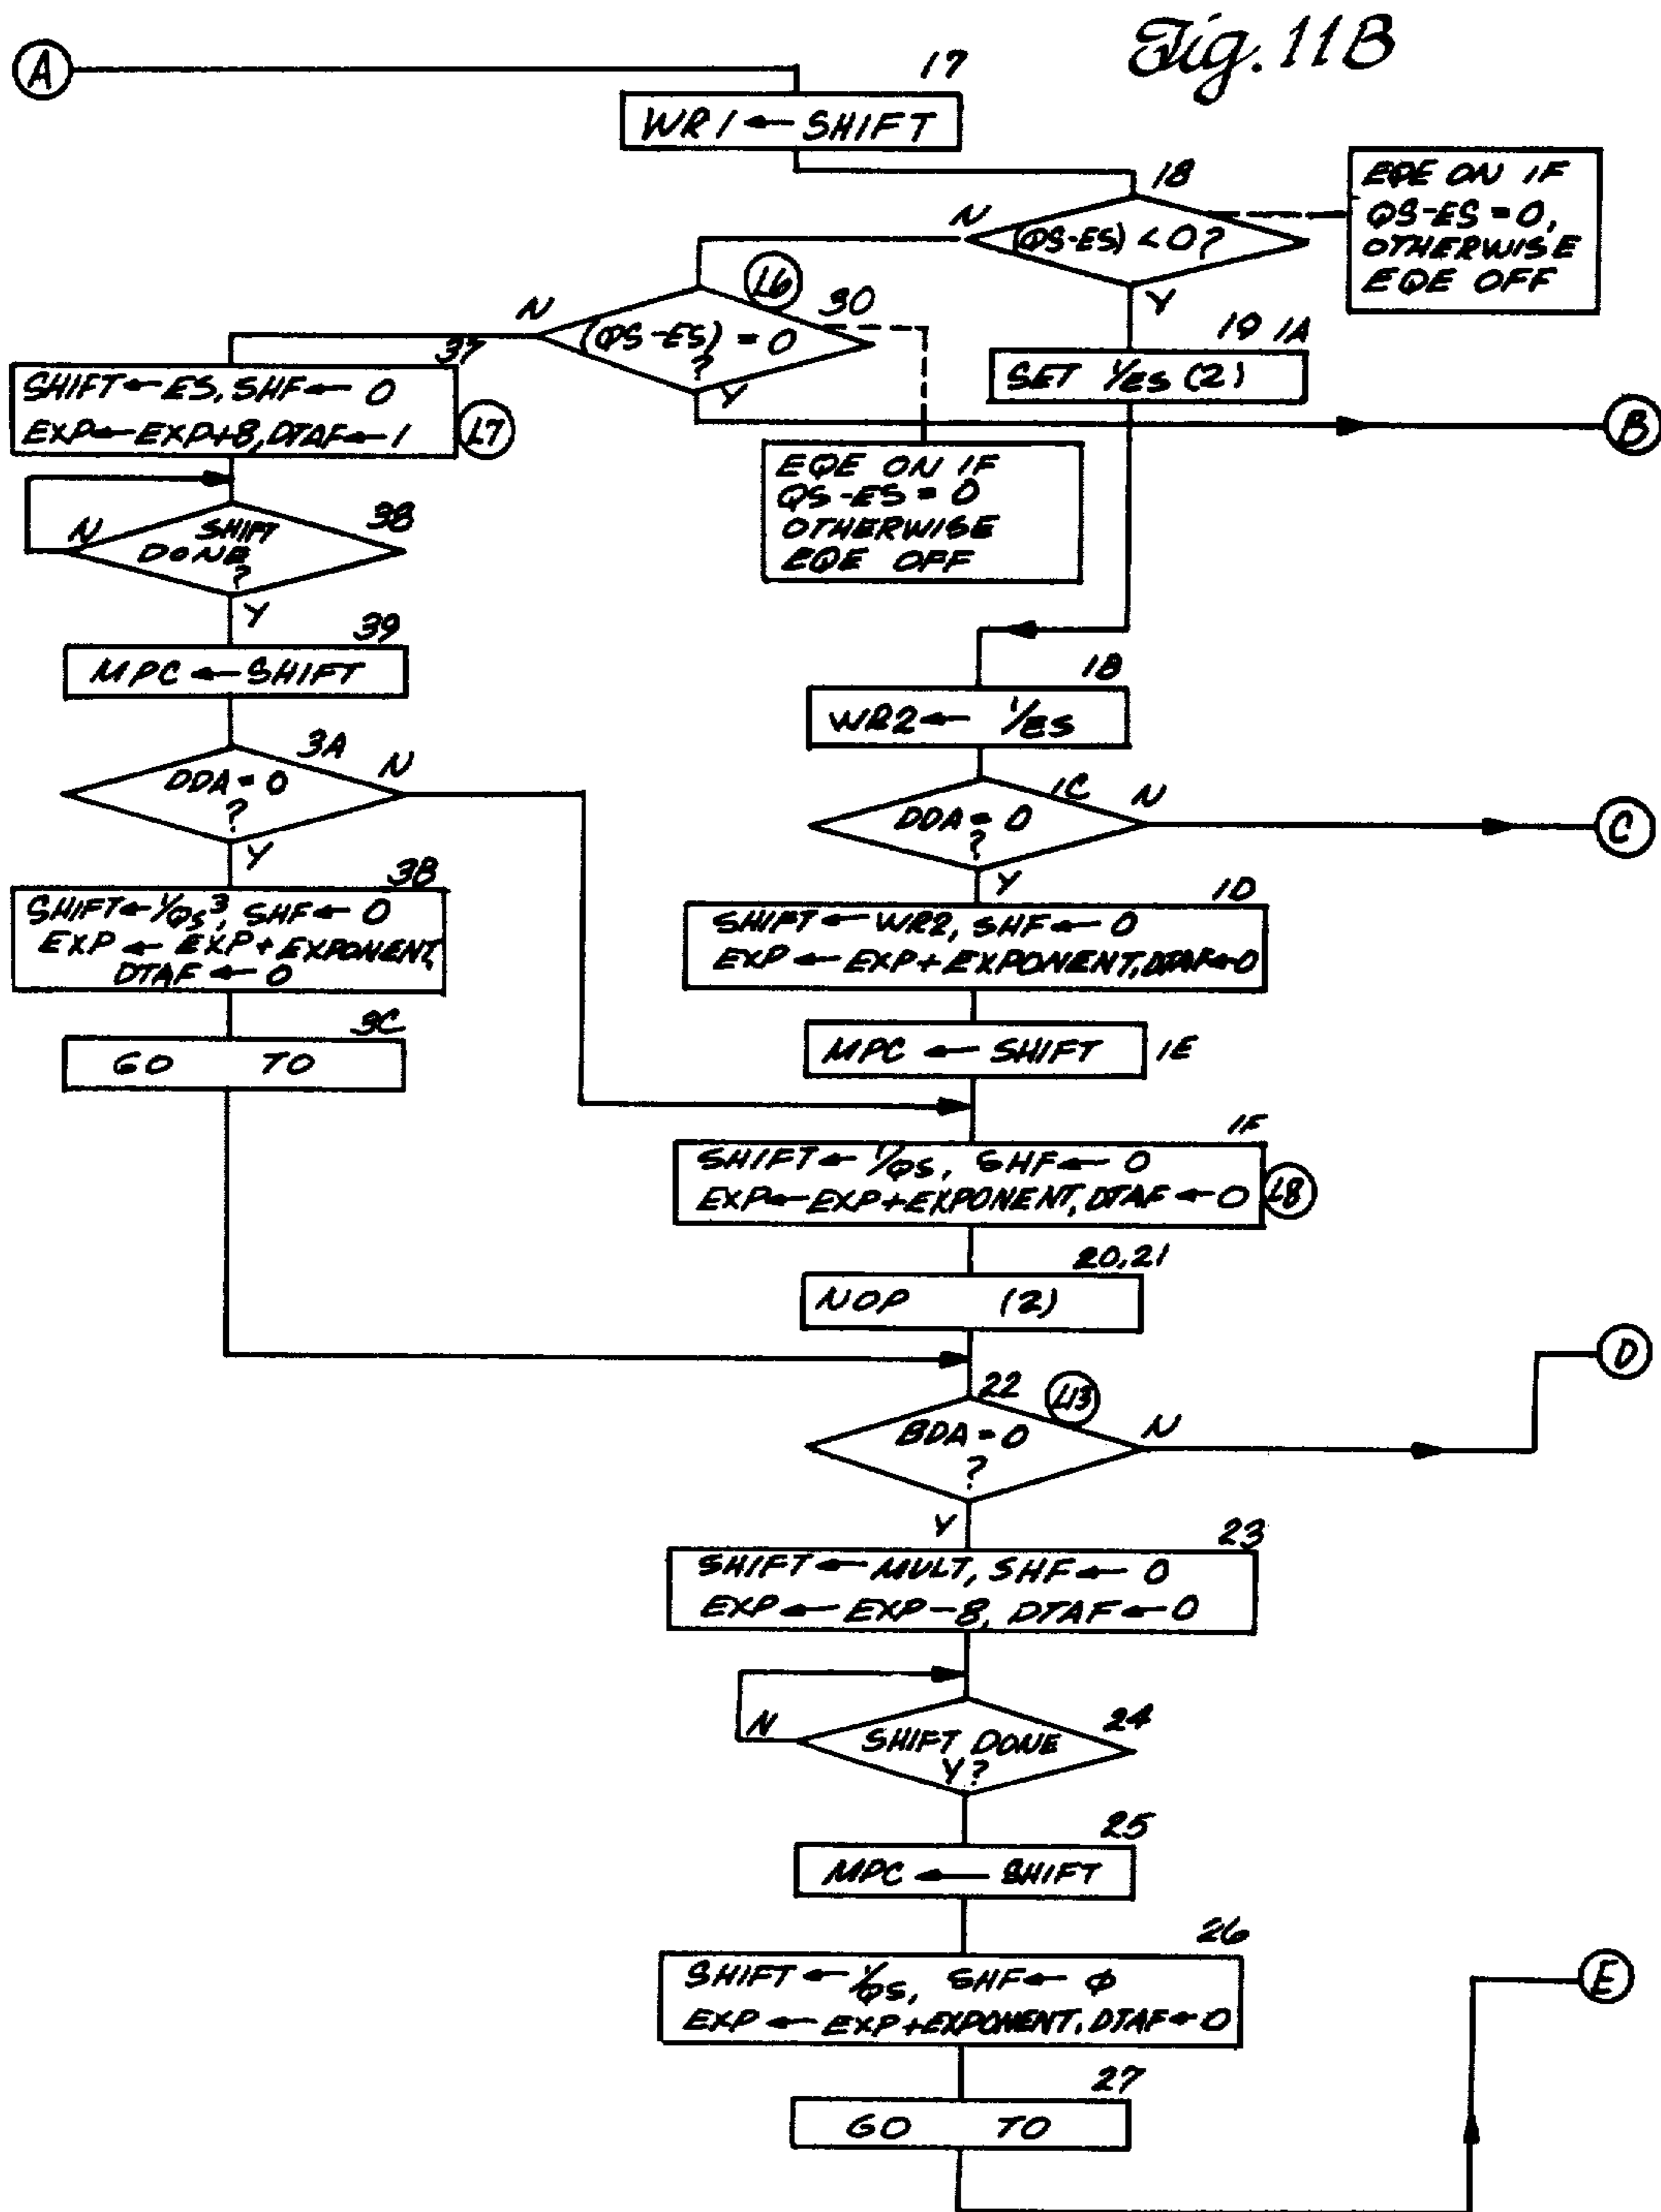 Fig. 11B
A
17
WR1 ← SHIFT
18
N
(QS-ES) < 0?
Y
EQE ON IF
QS-ES = 0,
OTHERWISE
EQE OFF
L6
30
N
(QS-ES) = 0
?
Y
19 1A
SET 1/ES (2)
B
37
SHIFT ← ES, SHF ← 0
EXP ← EXP+8, DTAF ← 1
L7
EQE ON IF
QS-ES = 0
OTHERWISE
EQE OFF
38
N
SHIFT
DONE
?
Y
39
MPC ← SHIFT
1B
WR2 ← 1/ES
3A
N
DDA = 0
?
Y
1C
N
DDA = 0
?
Y
C
3B
SHIFT ← 1/QS³, SHF ← 0
EXP ← EXP + EXPONENT,
DTAF ← 0
1D
SHIFT ← WR2, SHF ← 0
EXP ← EXP + EXPONENT, DTAF ← 0
3C
GO TO
MPC ← SHIFT
1E
1F
SHIFT ← 1/QS, SHF ← 0
EXP ← EXP + EXPONENT, DTAF ← 0
L8
20,21
NOP (2)
D
22
L13
BDA = 0
?
N
Y
23
SHIFT ← MULT, SHF ← 0
EXP ← EXP-8, DTAF ← 0
24
N
SHIFT DONE
Y?
25
MPC ← SHIFT
26
SHIFT ← 1/QS, SHF ← φ
EXP ← EXP + EXPONENT, DTAF ← 0
E
27
GO TO